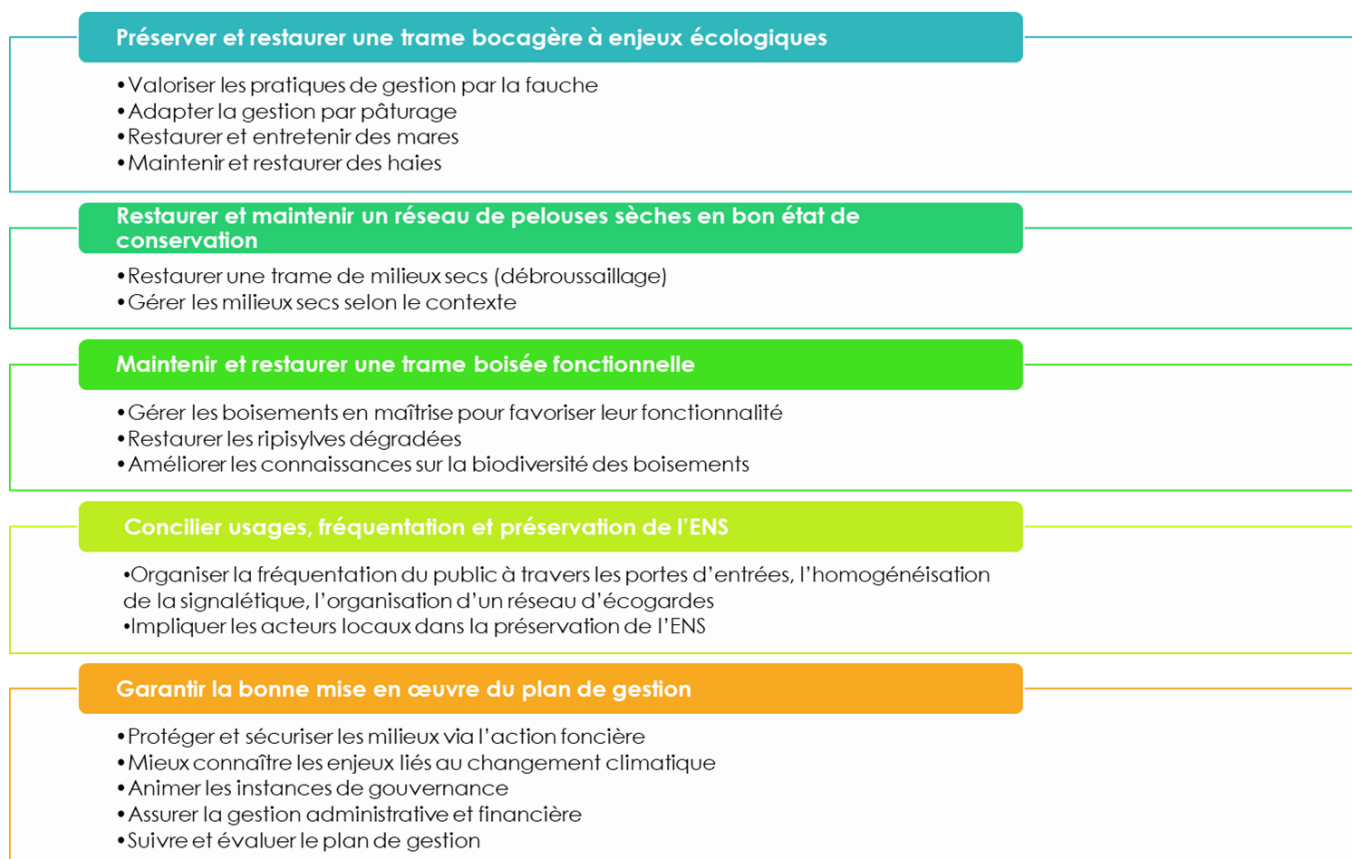 Préserver et restaurer une trame bocagère à enjeux écologiques
•Valoriser les pratiques de gestion par la fauche
•Adapter la gestion par pâturage
•Restaurer et entretenir des mares
•Maintenir et restaurer des haies
Restaurer et maintenir un réseau de pelouses sèches en bon état de
conservation
•Restaurer une trame de milieux secs (débroussaillage)
•Gérer les milieux secs selon le contexte
Maintenir et restaurer une trame boisée fonctionnelle
•Gérer les boisements en maîtrise pour favoriser leur fonctionnalité
•Restaurer les ripisylves dégradées
•Améliorer les connaissances sur la biodiversité des boisements
Concilier usages, fréquentation et préservation de l'ENS
•Organiser la fréquentation du public à travers les portes d'entrées, l'homogénéisation
de la signalétique, l'organisation d'un réseau d'écogardes
•Impliquer les acteurs locaux dans la préservation de l'ENS
Garantir la bonne mise en œuvre du plan de gestion
•Protéger et sécuriser les milieux via l'action foncière
•Mieux connaître les enjeux liés au changement climatique
•Animer les instances de gouvernance
•Assurer la gestion administrative et financière
•Suivre et évaluer le plan de gestion